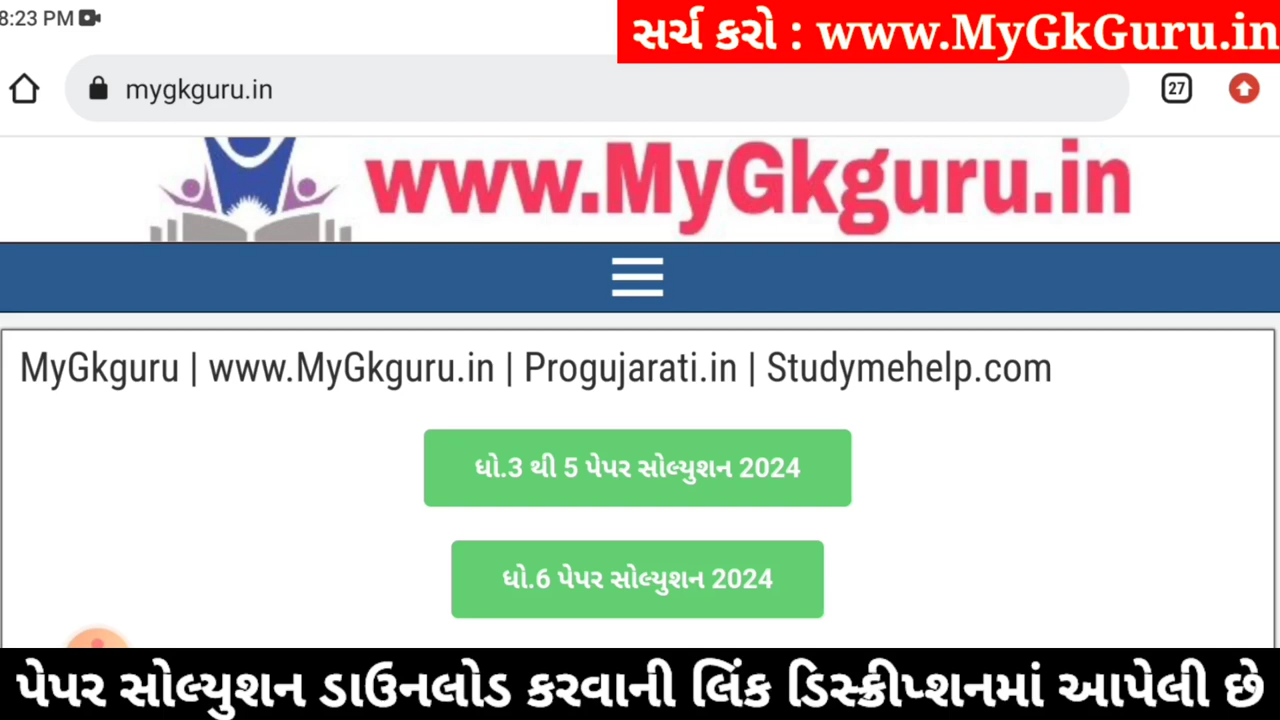 8:23 PM
સર્ચ કરો : www.MyGkGuru.in
mygkguru.in
27
www.MyGkguru.in
MyGkguru | www.MyGkguru.in | Progujarati.in | Studymehelp.com
ધો.3 થી 5 પેપર સોલ્યુશન 2024
ધો.6 પેપર સોલ્યુશન 2024
પેપર સોલ્યુશન ડાઉનલોડ કરવાની લિંક ડિસ્ક્રીપ્શનમાં આપેલી છે